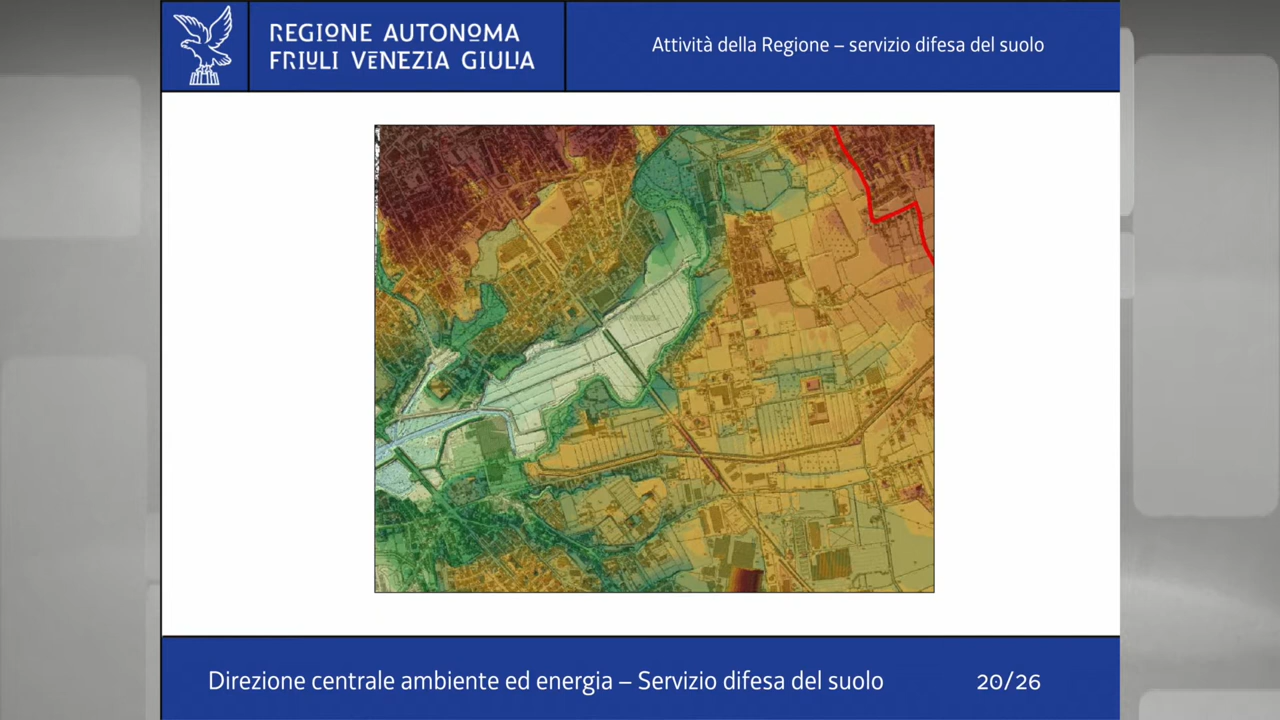 REGIONE AUTONOMA
FRIULI VENEZIA GIULIA
Attività della Regione – servizio difesa del suolo
Direzione centrale ambiente ed energia – Servizio difesa del suolo
20/26